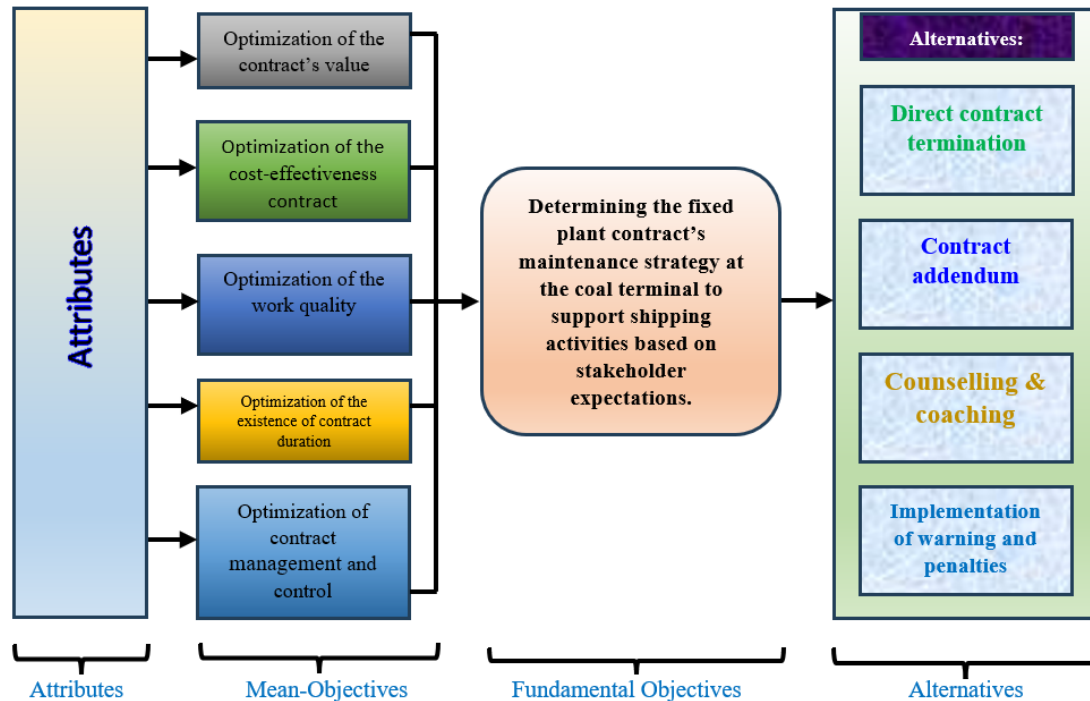 Attributes
Optimization of the
contract’s value
Optimization of the
cost-effectiveness
contract
Optimization of the
work quality
Optimization of the
existence of contract
duration
Optimization of
contract
management and
control
Determining the fixed
plant contract’s
maintenance strategy at
the coal terminal to
support shipping
activities based on
stakeholder
expectations.
Alternatives:
Direct contract
termination
Contract
addendum
Counselling &
coaching
Implementation
of warning and
penalties
Attributes
Mean-Objectives
Fundamental Objectives
Alternatives